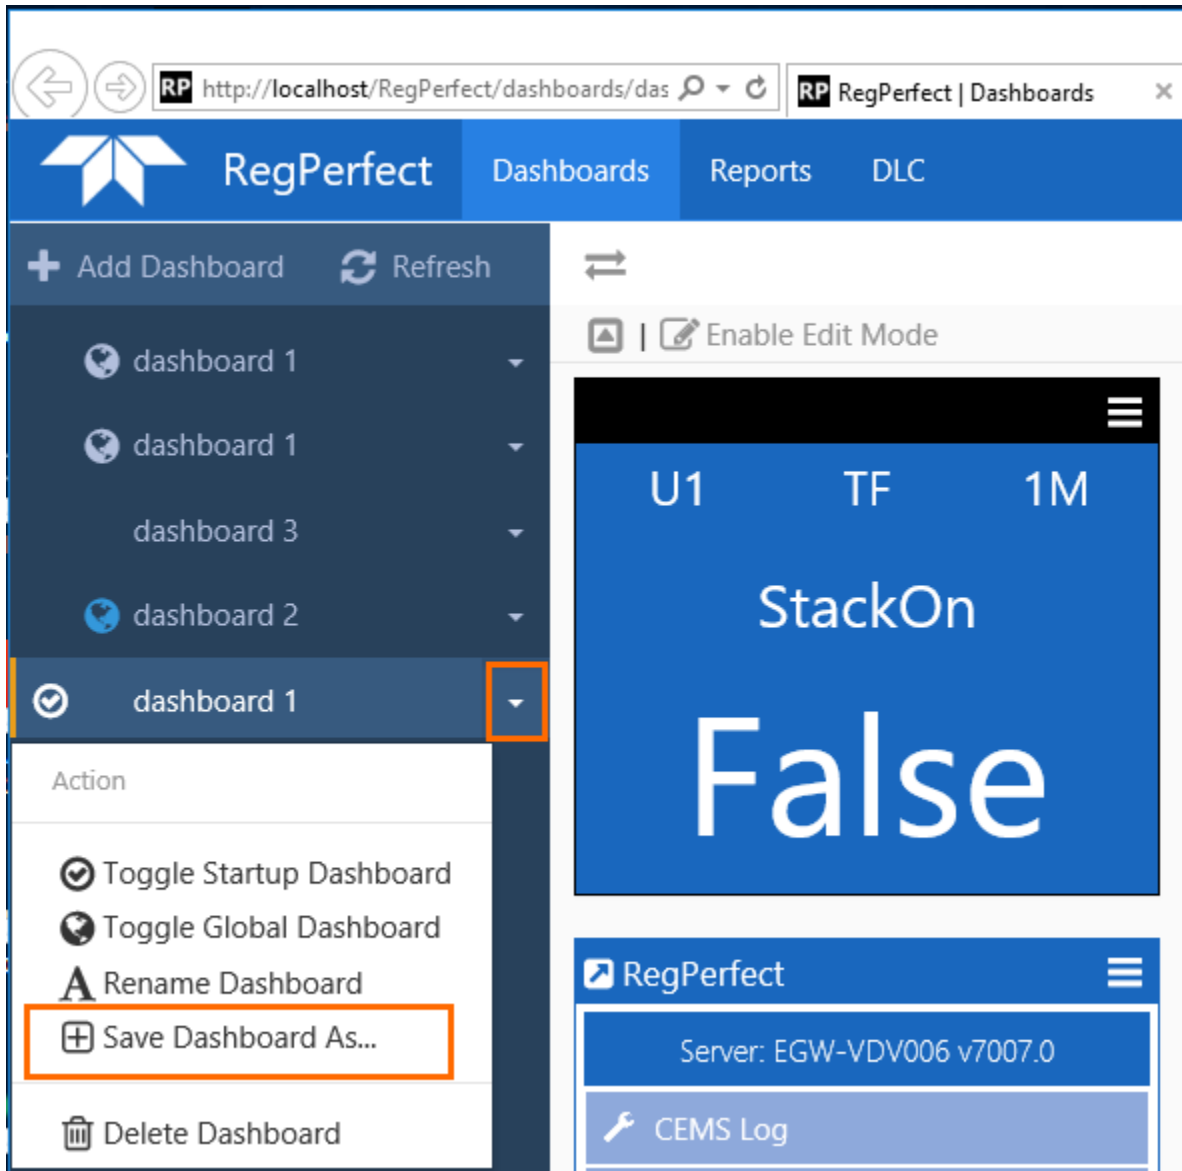 RP http://localhost/RegPerfect/dashboards/das
RP RegPerfect | Dashboards
RegPerfect Dashboards Reports DLC
Add Dashboard Refresh
dashboard 1
dashboard 1
dashboard 3
dashboard 2
dashboard 1
Action
Toggle Startup Dashboard
Toggle Global Dashboard
A Rename Dashboard
Save Dashboard As...
Delete Dashboard
| Enable Edit Mode
U1 TF 1M
StackOn
False
RegPerfect
Server: EGW-VDV006 v7007.0
CEMS Log